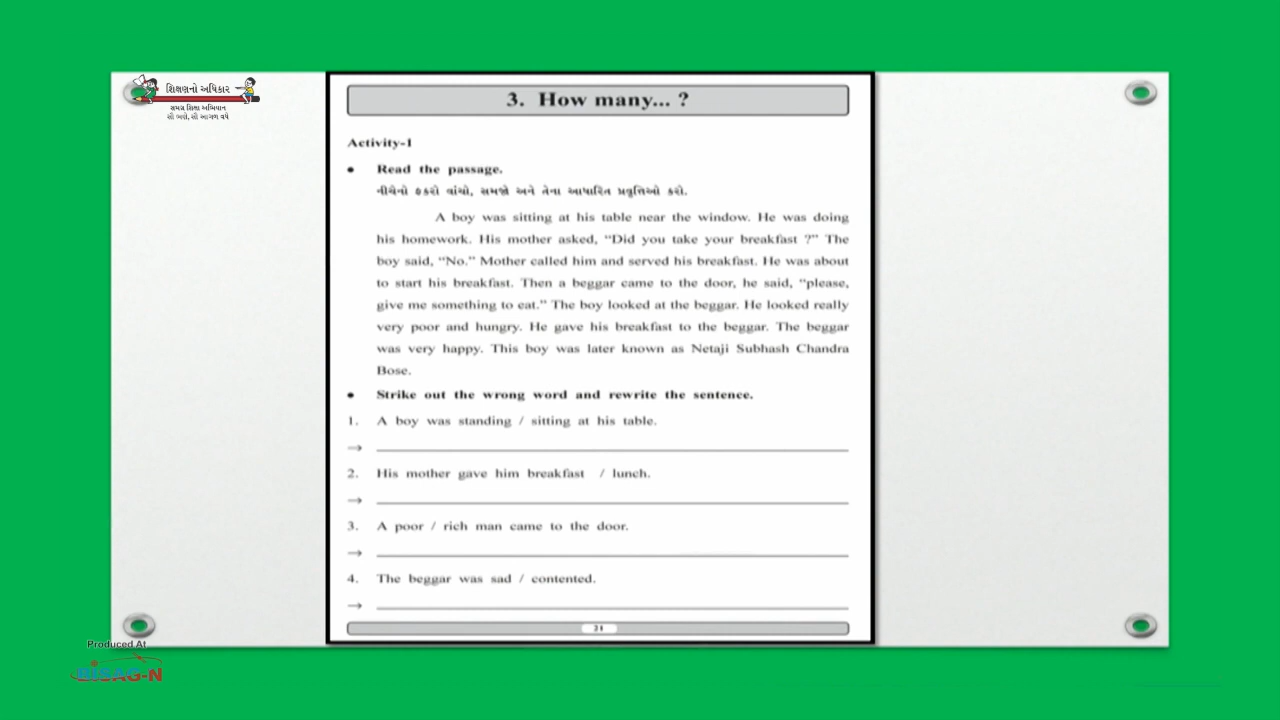 શિક્ષણનો અધિકાર
સમગ્ર શિક્ષા અભિયાન
સૌ ભણે, સૌ આગળ વધે
3. How many... ?
Activity-1
• Read the passage.
નીચેનો ફકરો વાંચો, સમજો અને તેના આધારિત પ્રવૃત્તિઓ કરો.
A boy was sitting at his table near the window. He was doing
his homework. His mother asked, “Did you take your breakfast ?” The
boy said, “No.” Mother called him and served his breakfast. He was about
to start his breakfast. Then a beggar came to the door, he said, “please,
give me something to eat.” The boy looked at the beggar. He looked really
very poor and hungry. He gave his breakfast to the beggar. The beggar
was very happy. This boy was later known as Netaji Subhash Chandra
Bose.
• Strike out the wrong word and rewrite the sentence.
1. A boy was standing / sitting at his table.
→
2. His mother gave him breakfast / lunch.
→
3. A poor / rich man came to the door.
→
4. The beggar was sad / contented.
→
21
Produced At
BISAG-N